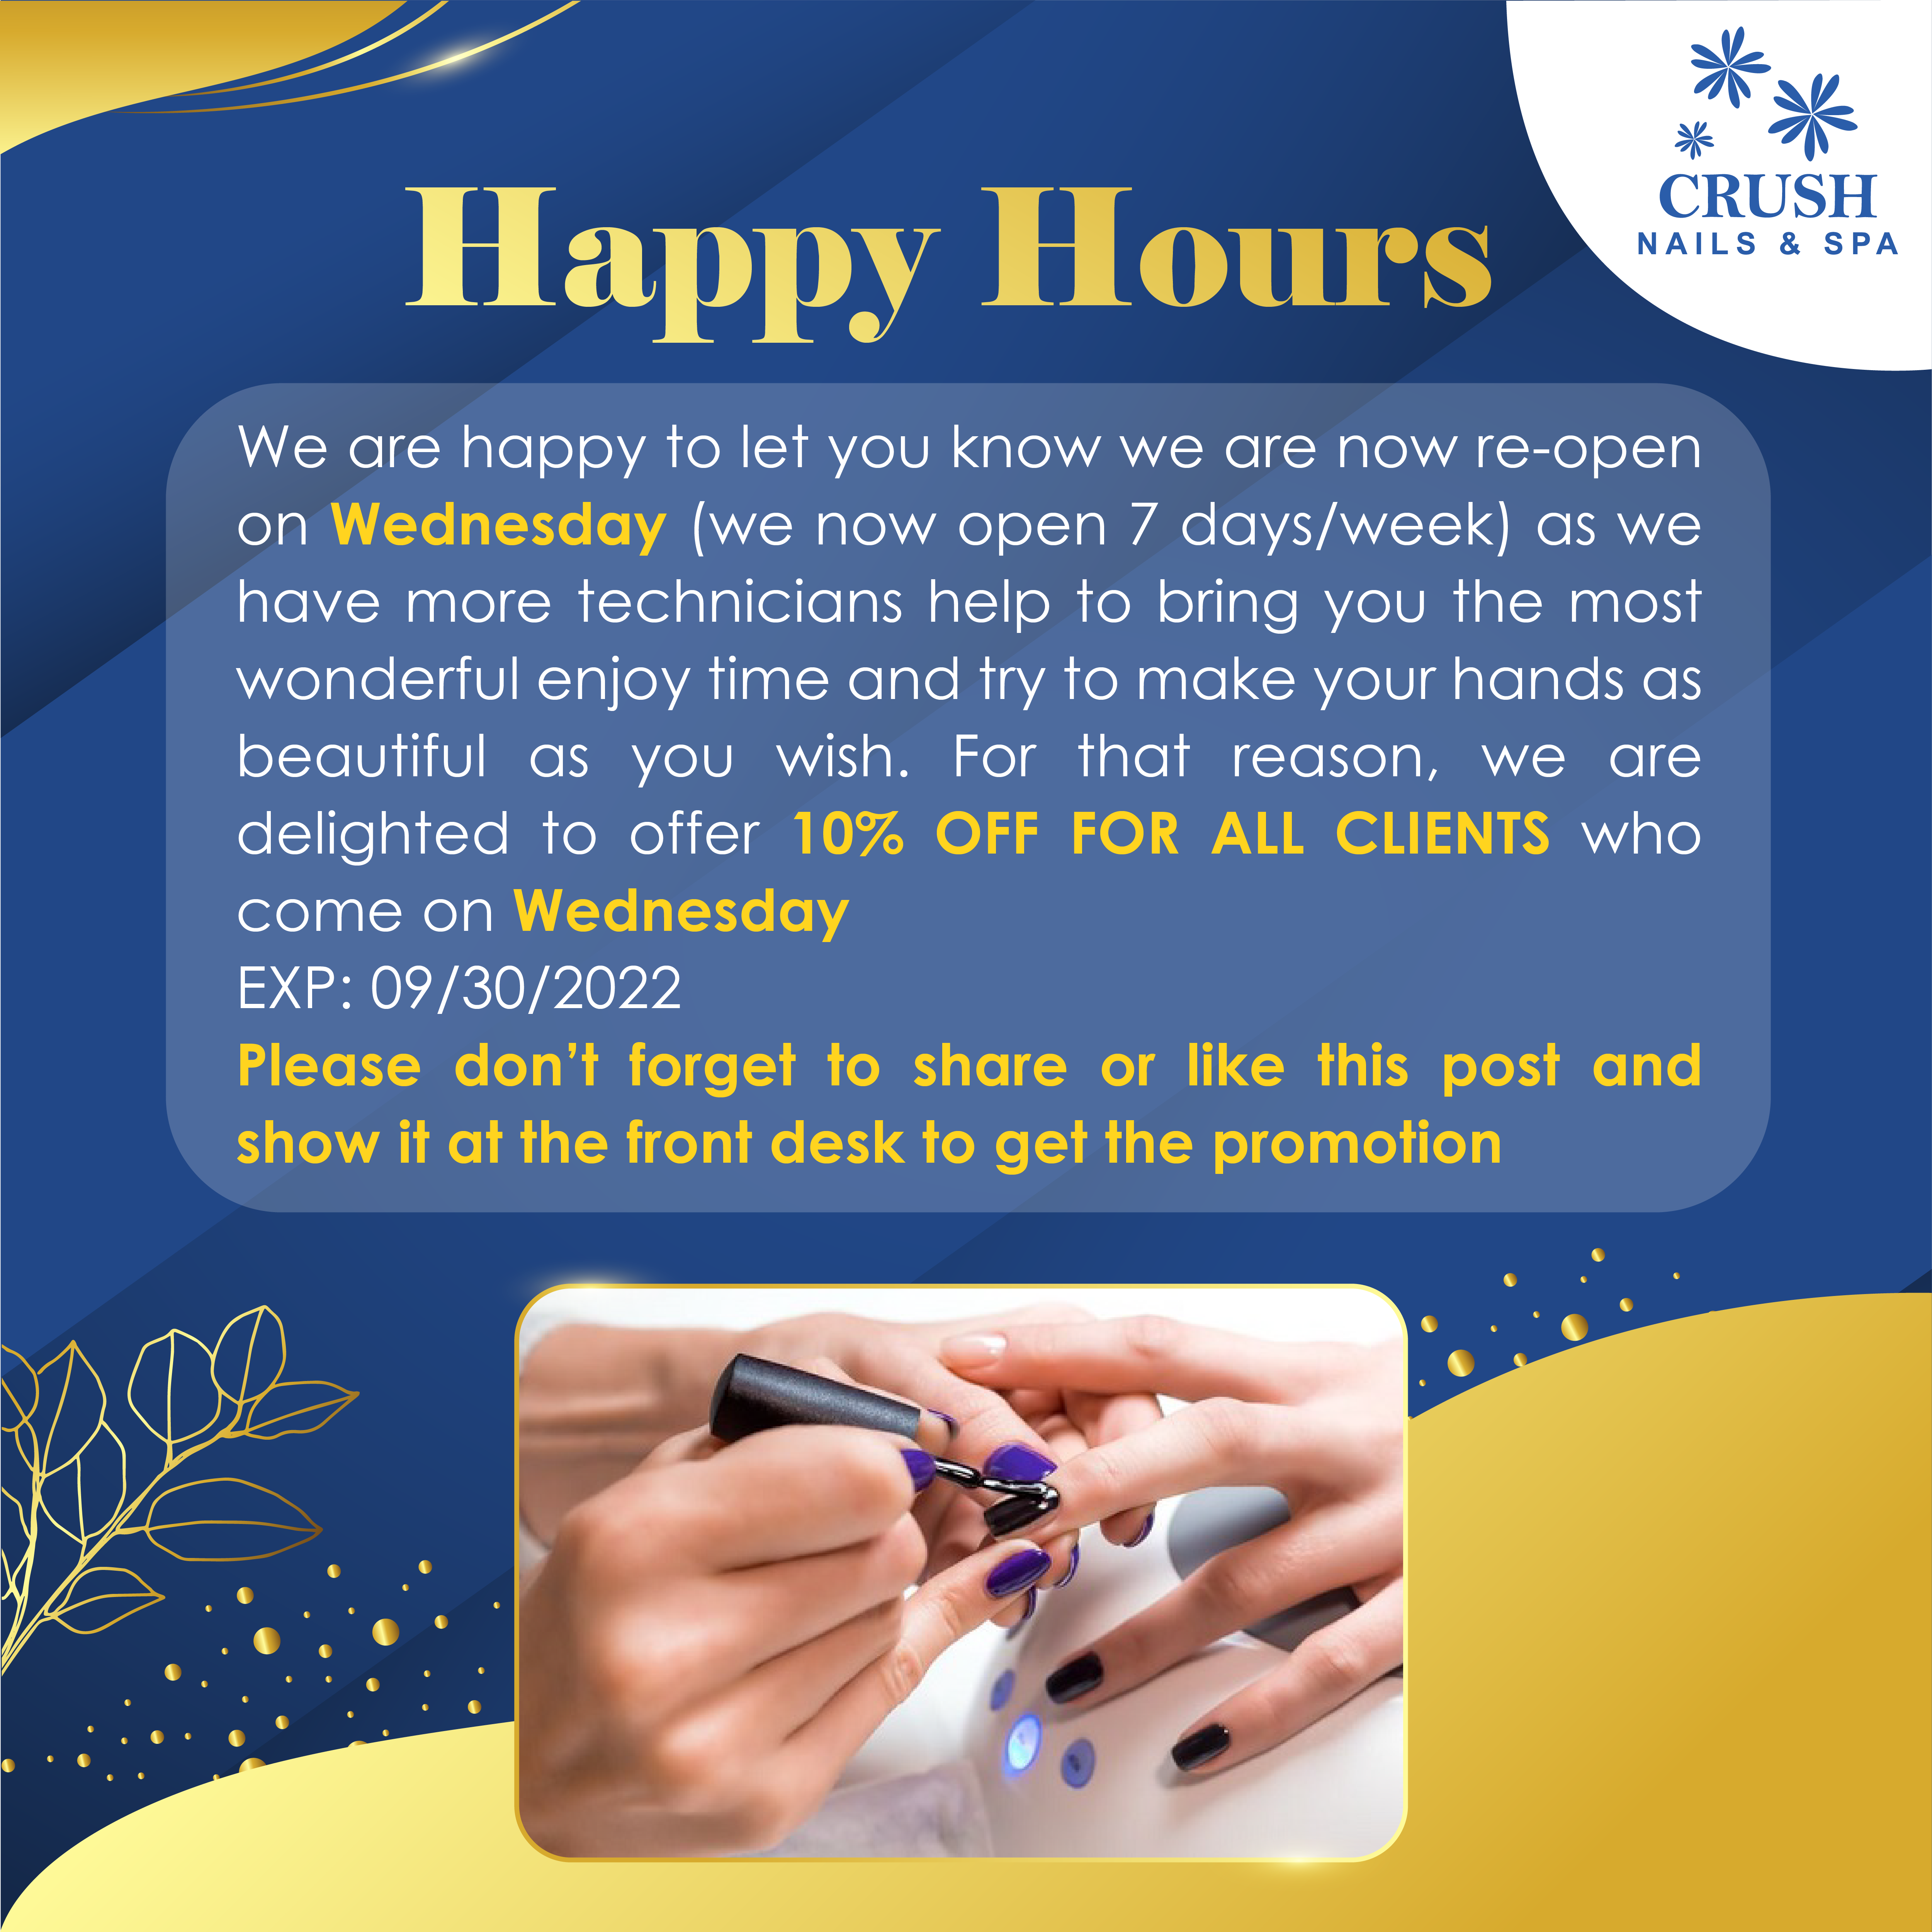 CRUSH
NAILS & SPA
Happy Hours
We are happy to let you know we are now re-open
on Wednesday (we now open 7 days/week) as we
have more technicians help to bring you the most
wonderful enjoy time and try to make your hands as
beautiful as you wish. For that reason, we are
delighted to offer 10% OFF FOR ALL CLIENTS who
come on Wednesday
EXP: 09/30/2022
Please don’t forget to share or like this post and
show it at the front desk to get the promotion